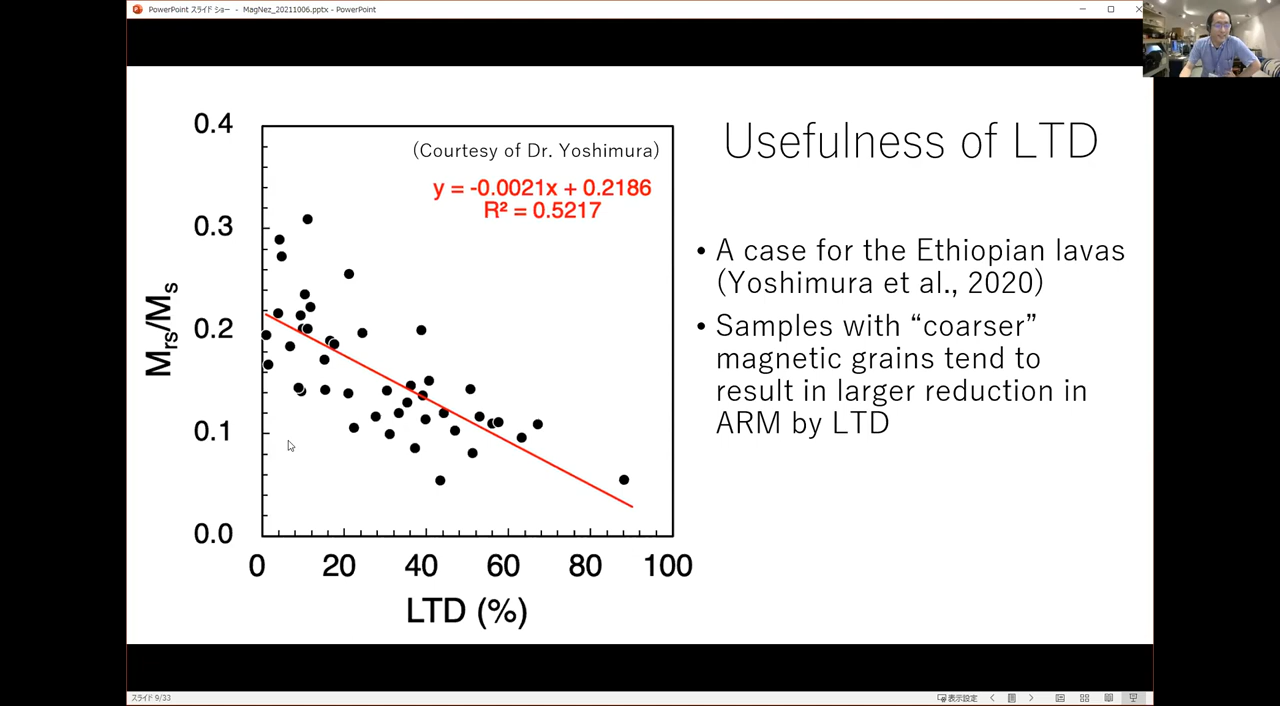 PowerPoint スライド ショー - MagNez_20211006.pptx - PowerPoint
Usefulness of LTD
(Courtesy of Dr. Yoshimura)
y = -0.0021x + 0.2186
R² = 0.5217
0.4
0.3
0.2
0.1
0.0
Mrs/Ms
0 20 40 60 80 100
LTD (%)
• A case for the Ethiopian lavas
(Yoshimura et al., 2020)
• Samples with “coarser”
magnetic grains tend to
result in larger reduction in
ARM by LTD
スライド 9/33
表示設定